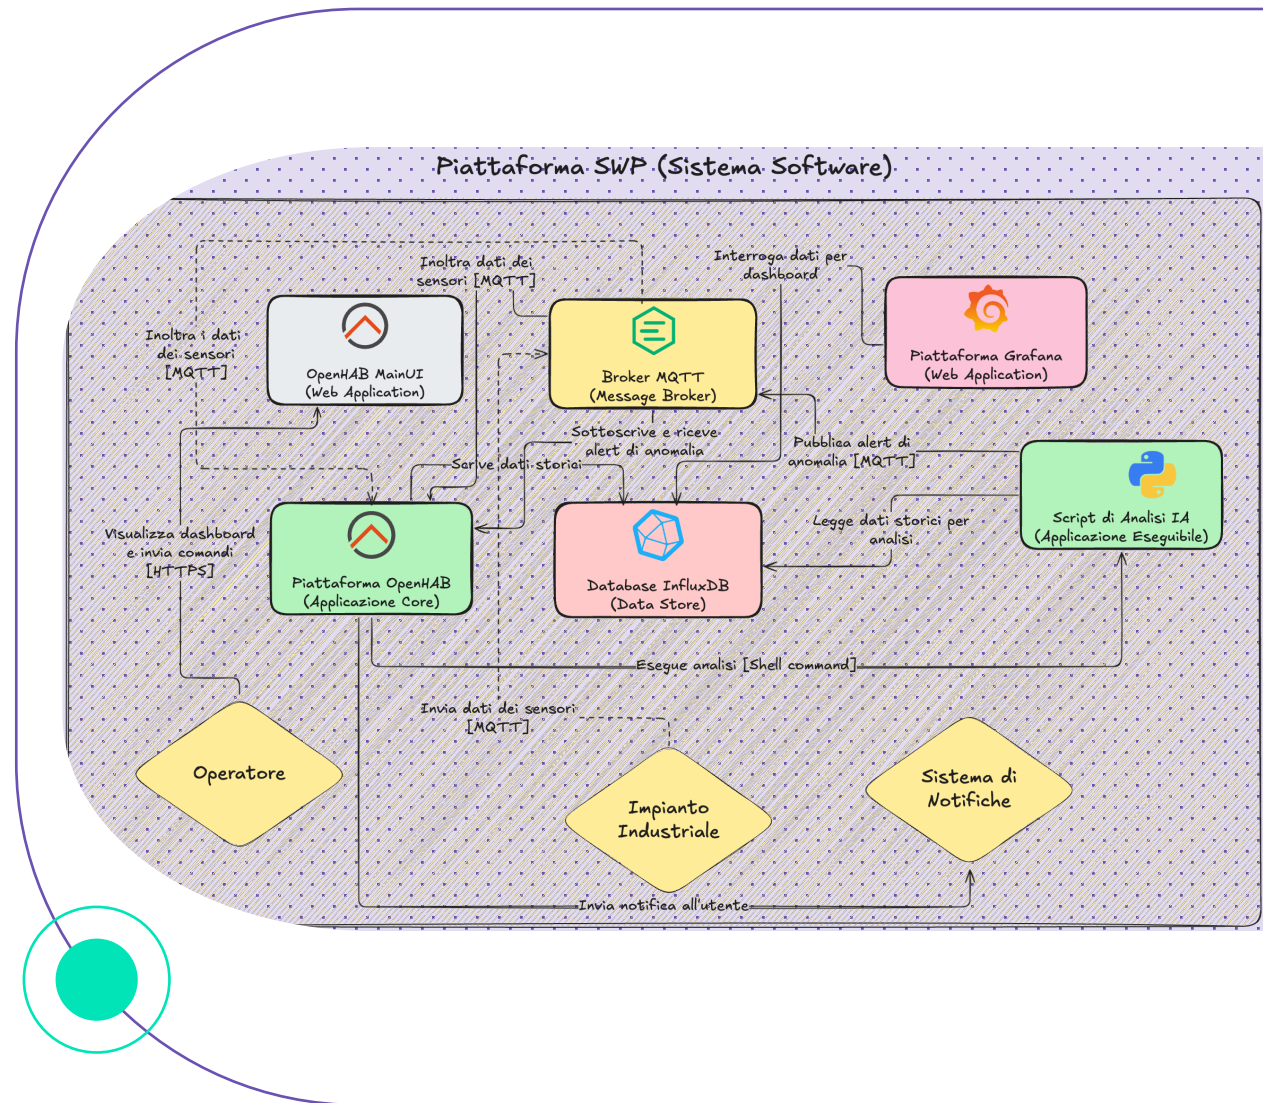 Piattaforma SWP (Sistema Software)
Inoltra dati dei
sensori [MQTT]
Interroga dati per
dashboard
Inoltra i dati
dei sensori
[MQTT]
OpenHAB MainUI
(Web Application)
Broker MQTT
(Message Broker)
Piattaforma Grafana
(Web Application)
Sottoscrive e riceve
alert di anomalia
Pubblica alert di
anomalia [MQTT]
Scrive dati storici
Visualizza dashboard
e invia comandi
[HTTPS]
Piattaforma OpenHAB
(Applicazione Core)
Database InfluxDB
(Data Store)
Legge dati storici per
analisi
Script di Analisi IA
(Applicazione Eseguibile)
Esegue analisi [Shell command]
Invia dati dei sensori
[MQTT]
Operatore
Impianto
Industriale
Sistema di
Notifiche
Invia notifica all'utente